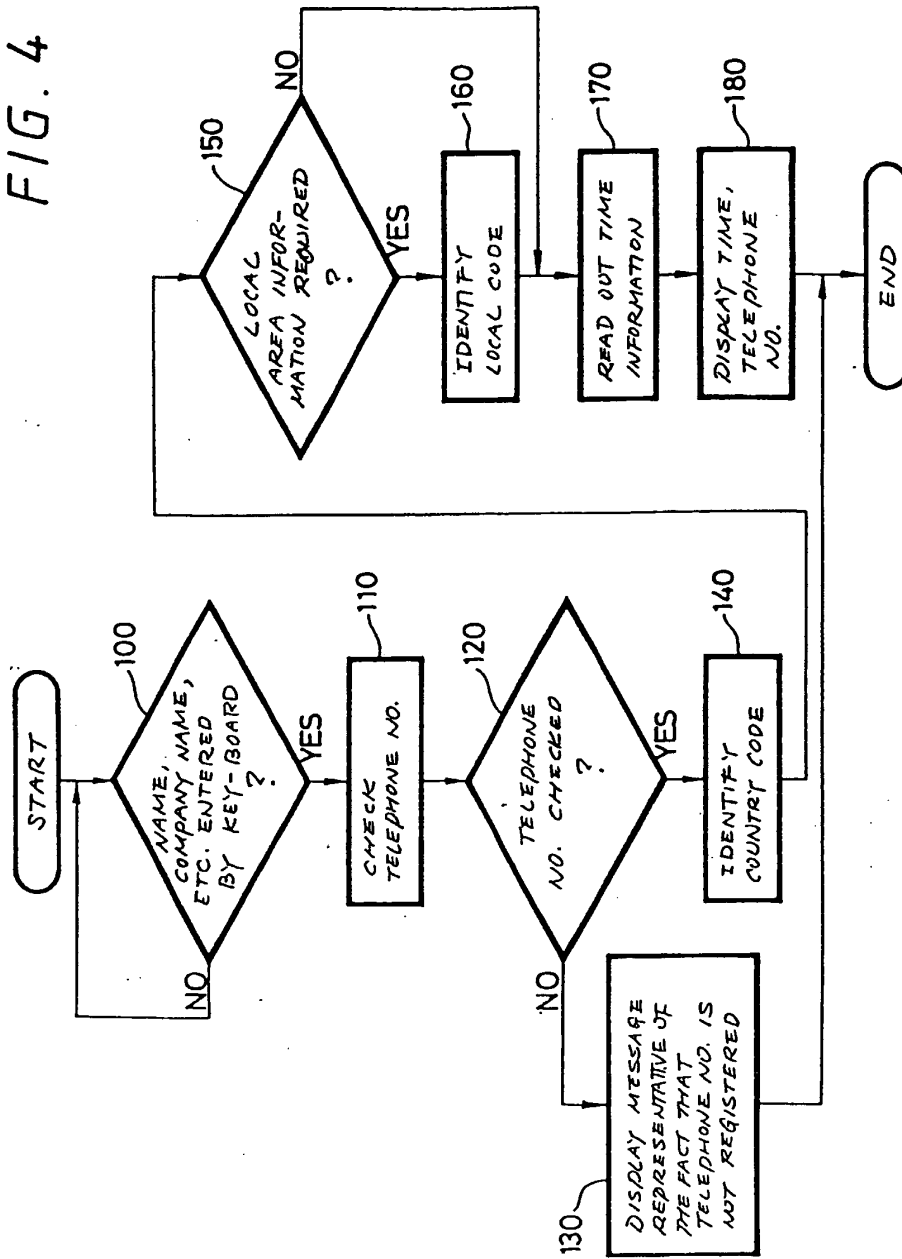 FIG. 4
START
NAME,
COMPANY NAME,
ETC. ENTERED
BY KEY-BOARD
?
100
NO
YES
CHECK
TELEPHONE NO.
110
TELEPHONE
NO. CHECKED
?
120
NO
YES
DISPLAY MESSAGE
REPRESENTATIVE OF
THE FACT THAT
TELEPHONE NO. IS
NOT REGISTERED
130
IDENTIFY
COUNTRY CODE
140
LOCAL
AREA INFOR-
MATION REQUIRED
?
150
NO
YES
IDENTIFY
LOCAL CODE
160
READ OUT TIME
INFORMATION
170
DISPLAY TIME,
TELEPHONE
NO.
180
END